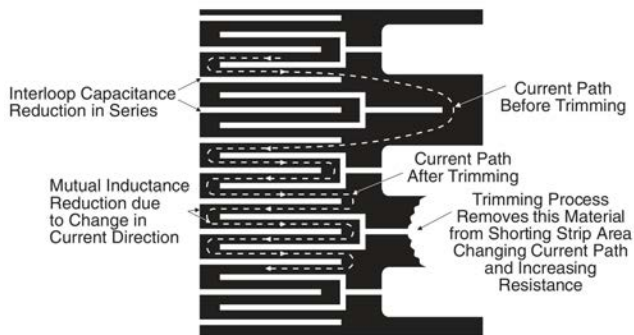 Interloop Capacitance
Reduction in Series
Current Path
Before Trimming
Mutual Inductance
Reduction due
to Change in
Current Direction
Current Path
After Trimming
Trimming Process
Removes this Material
from Shorting Strip Area
Changing Current Path
and Increasing
Resistance